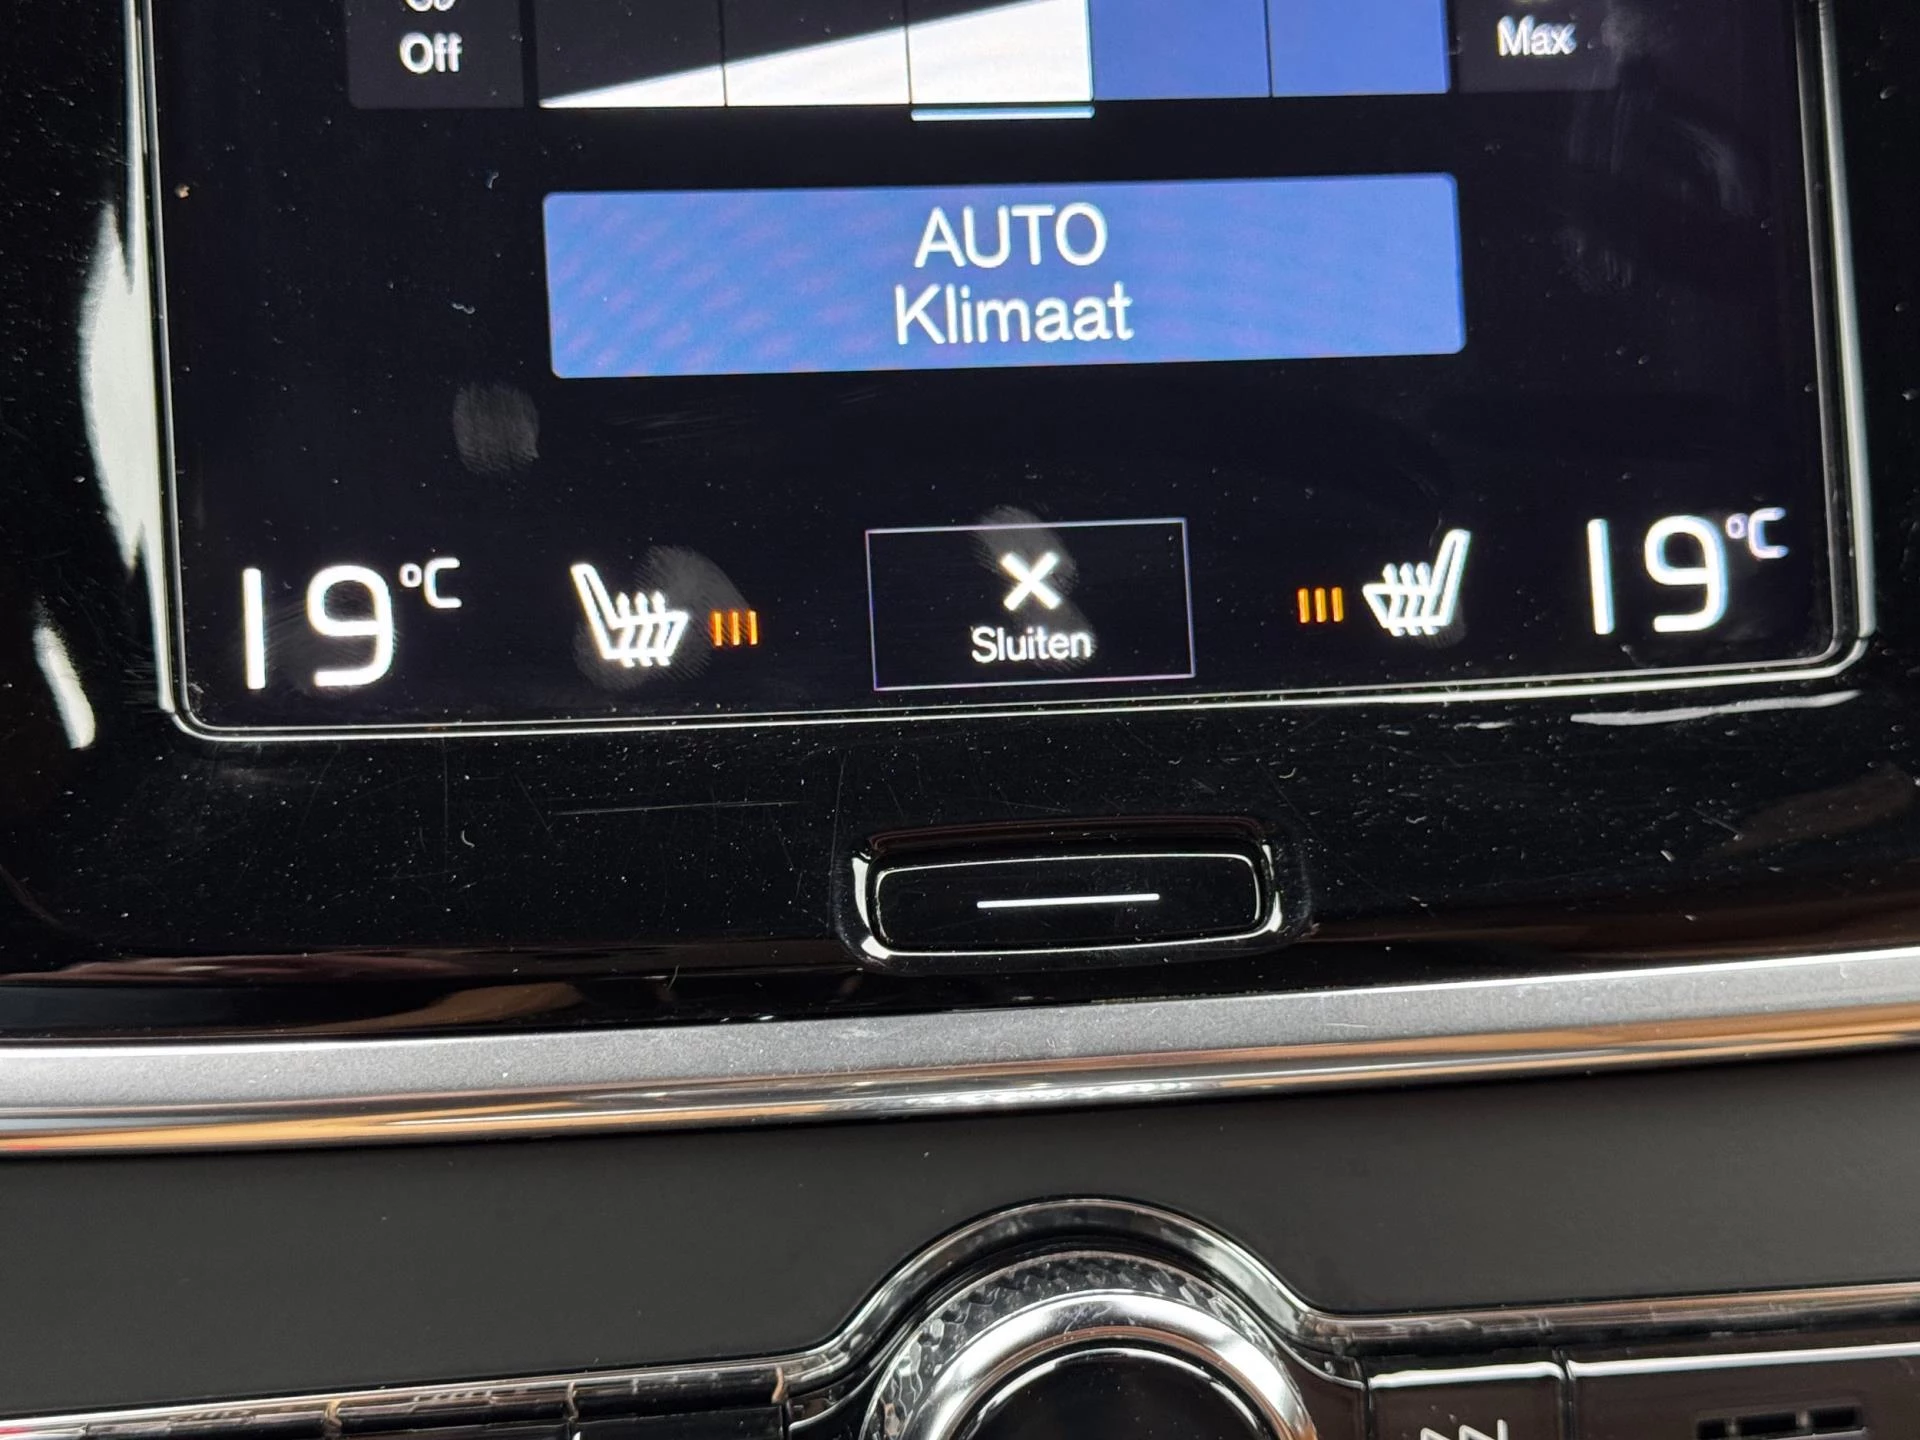 Off
Max
AUTO
Klimaat
19 °C
Sluiten
19 °C